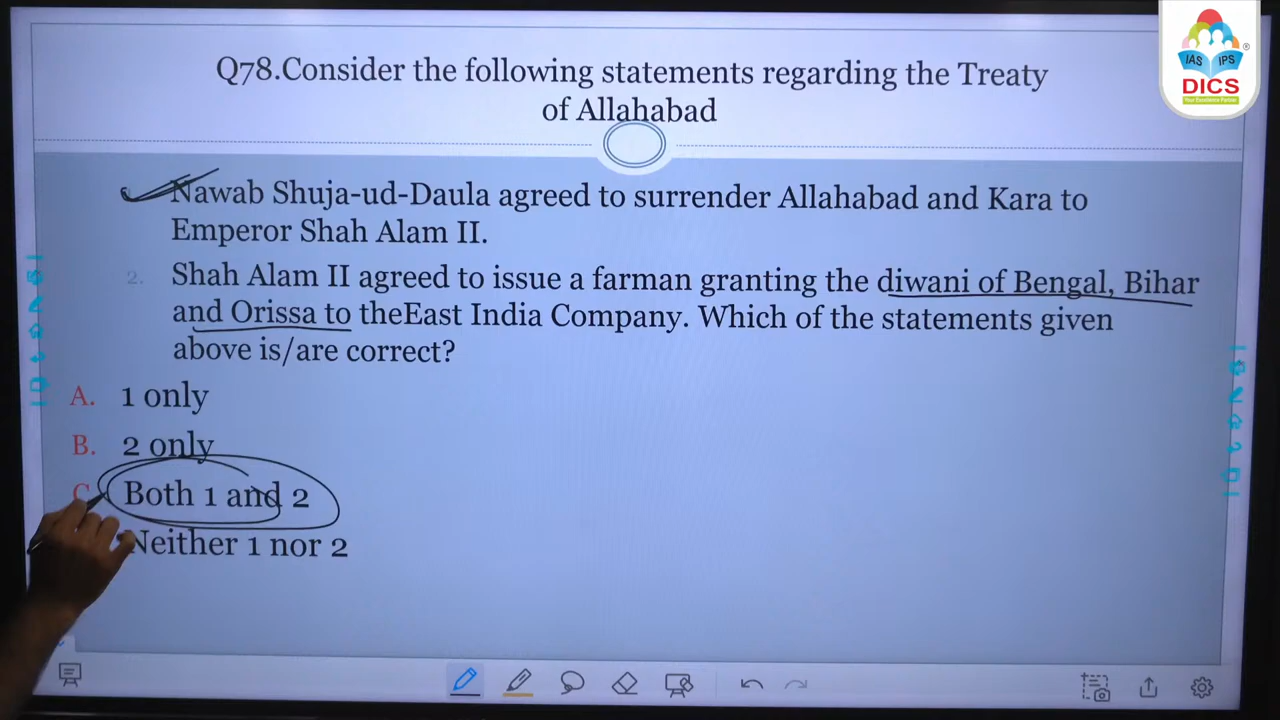 IAS IPS
DICS
Your Excellence Partner
Q78.Consider the following statements regarding the Treaty
of Allahabad
Nawab Shuja-ud-Daula agreed to surrender Allahabad and Kara to
Emperor Shah Alam II.
2. Shah Alam II agreed to issue a farman granting the diwani of Bengal, Bihar
and Orissa to theEast India Company. Which of the statements given
above is/are correct?
A. 1 only
B. 2 only
C Both 1 and 2
Neither 1 nor 2